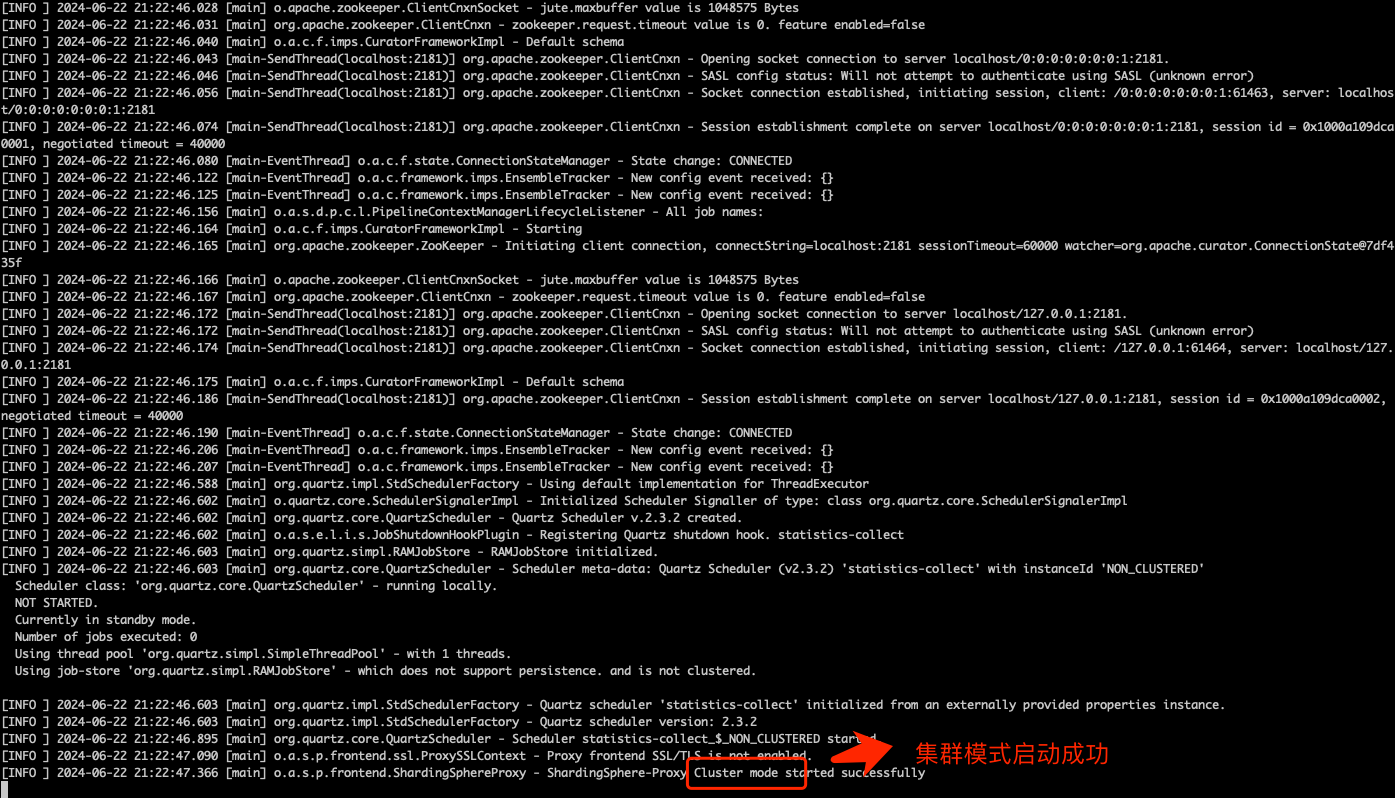 [INFO ] 2024-06-22 21:22:46.028 [main] o.apache.zookeeper.ClientCnxnSocket - jute.maxbuffer value is 1048575 Bytes
[INFO ] 2024-06-22 21:22:46.031 [main] org.apache.zookeeper.ClientCnxn - zookeeper.request.timeout value is 0. feature enabled=false
[INFO ] 2024-06-22 21:22:46.040 [main] o.a.c.f.imps.CuratorFrameworkImpl - Default schema
[INFO ] 2024-06-22 21:22:46.043 [main-SendThread(localhost:2181)] org.apache.zookeeper.ClientCnxn - Opening socket connection to server localhost/0:0:0:0:0:0:0:1:2181.
[INFO ] 2024-06-22 21:22:46.046 [main-SendThread(localhost:2181)] org.apache.zookeeper.ClientCnxn - SASL config status: Will not attempt to authenticate using SASL (unknown error)
[INFO ] 2024-06-22 21:22:46.056 [main-SendThread(localhost:2181)] org.apache.zookeeper.ClientCnxn - Socket connection established, initiating session, client: /0:0:0:0:0:0:0:1:61463, server: localhos
t/0:0:0:0:0:0:0:1:2181
[INFO ] 2024-06-22 21:22:46.074 [main-SendThread(localhost:2181)] org.apache.zookeeper.ClientCnxn - Session establishment complete on server localhost/0:0:0:0:0:0:0:1:2181, session id = 0x1000a109dca
0001, negotiated timeout = 40000
[INFO ] 2024-06-22 21:22:46.080 [main-EventThread] o.a.c.f.state.ConnectionStateManager - State change: CONNECTED
[INFO ] 2024-06-22 21:22:46.122 [main-EventThread] o.a.c.framework.imps.EnsembleTracker - New config event received: {}
[INFO ] 2024-06-22 21:22:46.125 [main-EventThread] o.a.c.framework.imps.EnsembleTracker - New config event received: {}
[INFO ] 2024-06-22 21:22:46.156 [main] o.a.s.d.p.c.l.PipelineContextManagerLifecycleListener - All job names:
[INFO ] 2024-06-22 21:22:46.164 [main] o.a.c.f.imps.CuratorFrameworkImpl - Starting
[INFO ] 2024-06-22 21:22:46.165 [main] org.apache.zookeeper.ZooKeeper - Initiating client connection, connectString=localhost:2181 sessionTimeout=60000 watcher=org.apache.curator.ConnectionState@7df4
35f
[INFO ] 2024-06-22 21:22:46.166 [main] o.apache.zookeeper.ClientCnxnSocket - jute.maxbuffer value is 1048575 Bytes
[INFO ] 2024-06-22 21:22:46.167 [main] org.apache.zookeeper.ClientCnxn - zookeeper.request.timeout value is 0. feature enabled=false
[INFO ] 2024-06-22 21:22:46.172 [main-SendThread(localhost:2181)] org.apache.zookeeper.ClientCnxn - Opening socket connection to server localhost/127.0.0.1:2181.
[INFO ] 2024-06-22 21:22:46.172 [main-SendThread(localhost:2181)] org.apache.zookeeper.ClientCnxn - SASL config status: Will not attempt to authenticate using SASL (unknown error)
[INFO ] 2024-06-22 21:22:46.174 [main-SendThread(localhost:2181)] org.apache.zookeeper.ClientCnxn - Socket connection established, initiating session, client: /127.0.0.1:61464, server: localhost/127.
0.0.1:2181
[INFO ] 2024-06-22 21:22:46.175 [main] o.a.c.f.imps.CuratorFrameworkImpl - Default schema
[INFO ] 2024-06-22 21:22:46.186 [main-SendThread(localhost:2181)] org.apache.zookeeper.ClientCnxn - Session establishment complete on server localhost/127.0.0.1:2181, session id = 0x1000a109dca0002,
negotiated timeout = 40000
[INFO ] 2024-06-22 21:22:46.190 [main-EventThread] o.a.c.f.state.ConnectionStateManager - State change: CONNECTED
[INFO ] 2024-06-22 21:22:46.206 [main-EventThread] o.a.c.framework.imps.EnsembleTracker - New config event received: {}
[INFO ] 2024-06-22 21:22:46.207 [main-EventThread] o.a.c.framework.imps.EnsembleTracker - New config event received: {}
[INFO ] 2024-06-22 21:22:46.588 [main] org.quartz.impl.StdSchedulerFactory - Using default implementation for ThreadExecutor
[INFO ] 2024-06-22 21:22:46.602 [main] o.quartz.core.SchedulerSignalerImpl - Initialized Scheduler Signaller of type: class org.quartz.core.SchedulerSignalerImpl
[INFO ] 2024-06-22 21:22:46.602 [main] org.quartz.core.QuartzScheduler - Quartz Scheduler v.2.3.2 created.
[INFO ] 2024-06-22 21:22:46.602 [main] o.a.s.e.l.i.s.JobShutdownHookPlugin - Registering Quartz shutdown hook. statistics-collect
[INFO ] 2024-06-22 21:22:46.603 [main] org.quartz.simpl.RAMJobStore - RAMJobStore initialized.
[INFO ] 2024-06-22 21:22:46.603 [main] org.quartz.core.QuartzScheduler - Scheduler meta-data: Quartz Scheduler (v2.3.2) 'statistics-collect' with instanceId 'NON_CLUSTERED'
Scheduler class: 'org.quartz.core.QuartzScheduler' - running locally.
NOT STARTED.
Currently in standby mode.
Number of jobs executed: 0
Using thread pool 'org.quartz.simpl.SimpleThreadPool' - with 1 threads.
Using job-store 'org.quartz.simpl.RAMJobStore' - which does not support persistence. and is not clustered.
[INFO ] 2024-06-22 21:22:46.603 [main] org.quartz.impl.StdSchedulerFactory - Quartz scheduler 'statistics-collect' initialized from an externally provided properties instance.
[INFO ] 2024-06-22 21:22:46.603 [main] org.quartz.impl.StdSchedulerFactory - Quartz scheduler version: 2.3.2
[INFO ] 2024-06-22 21:22:46.895 [main] org.quartz.core.QuartzScheduler - Scheduler statistics-collect_$_NON_CLUSTERED started.
[INFO ] 2024-06-22 21:22:47.090 [main] o.a.s.p.frontend.ssl.ProxySSLContext - Proxy frontend SSL/TLS is not enabled.
集群模式启动成功
[INFO ] 2024-06-22 21:22:47.366 [main] o.a.s.p.frontend.ShardingSphereProxy - ShardingSphere-Proxy Cluster mode started successfully